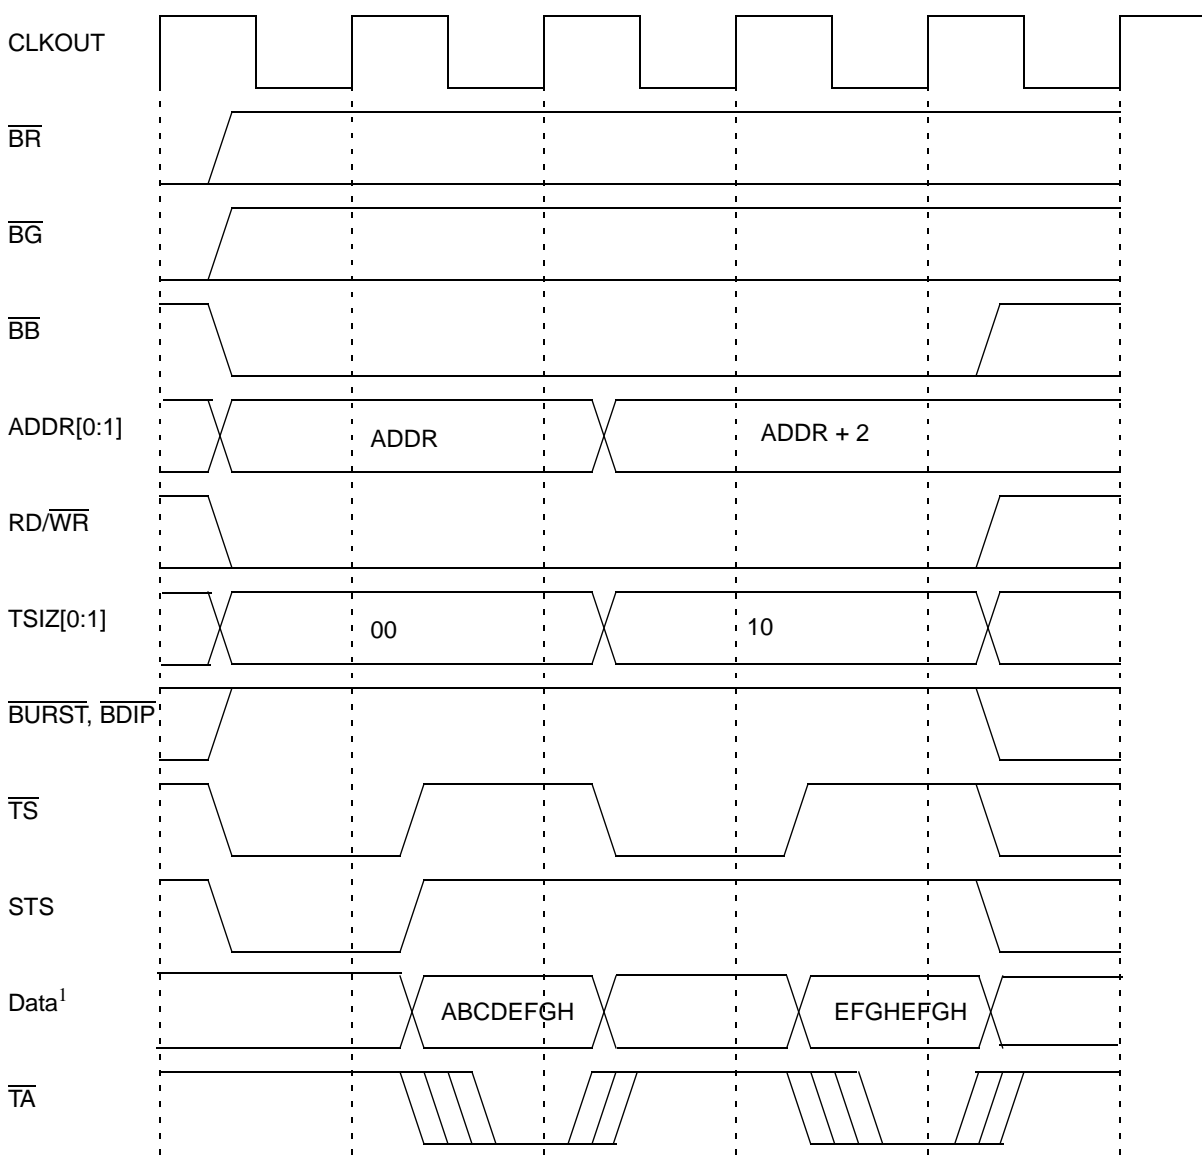 CLKOUT
BR
BG
BB
ADDR[0:1]
ADDR
ADDR + 2
RD/WR
TSIZ[0:1]
00
10
BURST, BDIP
TS
STS
Data1
ABCDEFGH
EFGHEFGH
TA